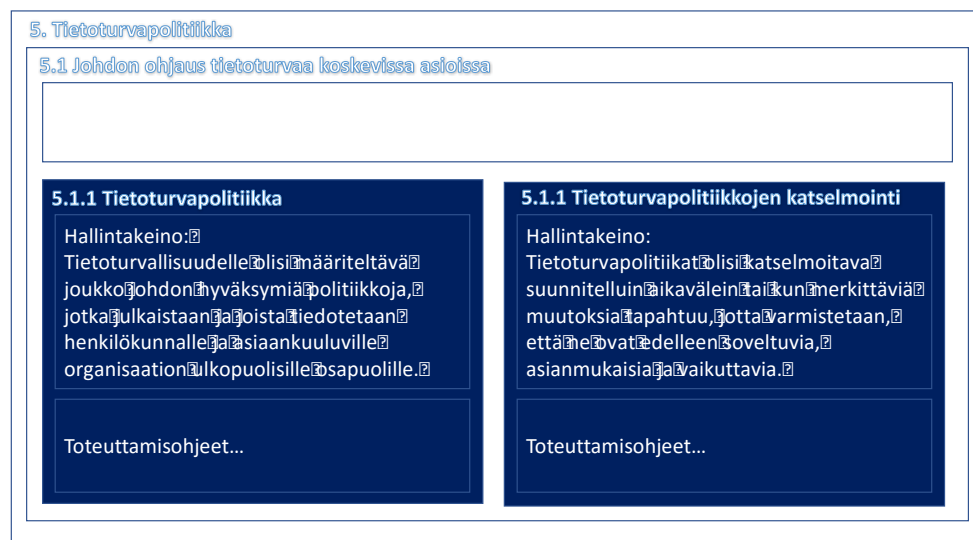 5. Tietoturvapolitiikka
5.1 Johdon ohjaus tietoturvaa koskevissa asioissa
5.1.1 Tietoturvapolitiikka
Hallintakeino:
Tietoturvallisuudelle olisi määriteltävä
joukko johdon hyväksymiä politiikkoja,
jotka julkaistaan ja joista tiedotetaan
henkilökunnalle ja asiaankuuluville
organisaation ulkopuolisille osapuolille.
Toteuttamisohjeet…
5.1.1 Tietoturvapolitiikkojen katselmointi
Hallintakeino:
Tietoturvapolitiikat olisi katselmoitava
suunnitelluin aikavälein tai kun merkittäviä
muutoksia tapahtuu, jotta varmistetaan,
että ne ovat edelleen soveltuvia,
asianmukaisia ja vaikuttavia.
Toteuttamisohjeet…